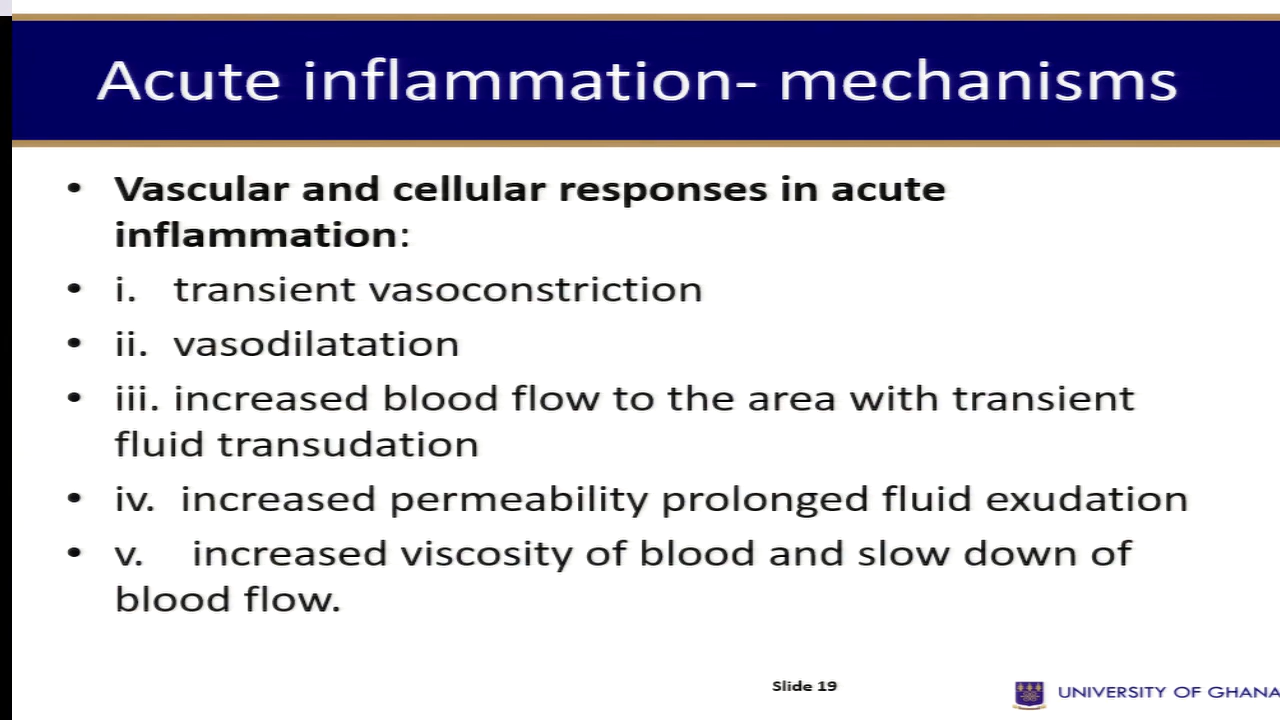 Acute inflammation- mechanisms
• Vascular and cellular responses in acute
inflammation:
• i. transient vasoconstriction
• ii. vasodilatation
• iii. increased blood flow to the area with transient
fluid transudation
• iv. increased permeability prolonged fluid exudation
• v. increased viscosity of blood and slow down of
blood flow.
Slide 19
UNIVERSITY OF GHANA